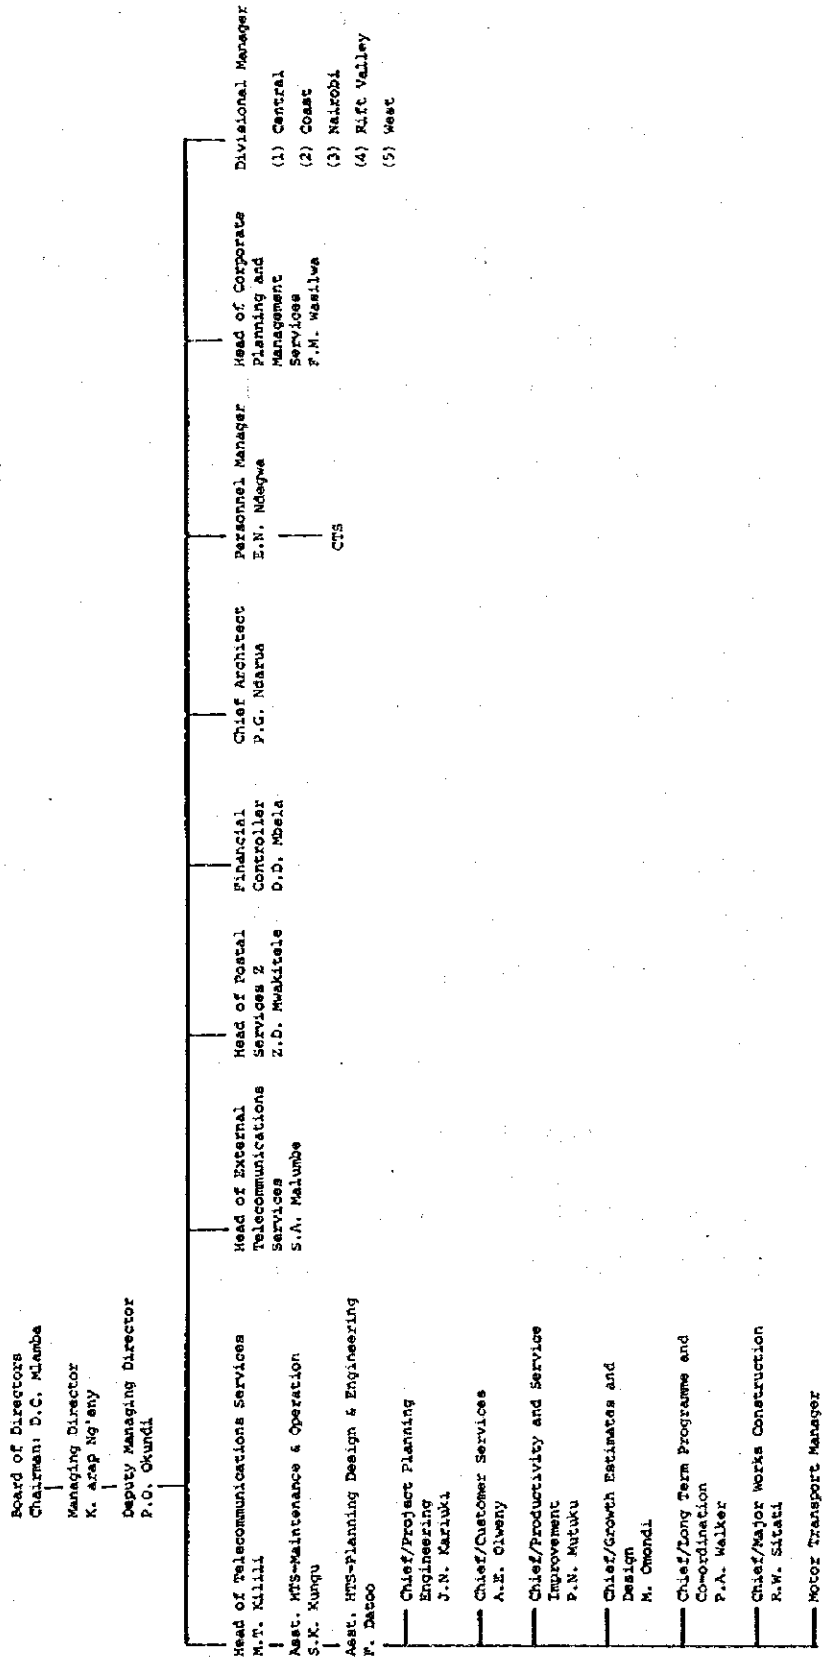 Board of Directors
Chairman: D.C. Mlamba
Managing Director
K. arap Ng'eny
Deputy Managing Director
P.O. Okundi
Head of Telecommunications Services
M.T. Kilili
Asst. HTS-Maintenance & Operation
S.K. Kungu
Asst. HTS-Planning Design & Engineering
F. Datoo
Chief/Project Planning
Engineering
J.N. Kariuki
Chief/Customer Services
A.E. Olweny
Chief/Productivity and Service
Improvement
P.N. Mutuku
Chief/Growth Estimates and
Design
M. Omondi
Chief/Long Term Programme and
Co-ordination
P.A. Walker
Chief/Major Works Construction
R.W. Sitati
Motor Transport Manager
Head of External
Telecommunications
Services
S.A. Malumbe
Head of Postal
Services Z
Z.D. Mwakitele
Financial
Controller
D.D. Mbela
Chief Architect
P.G. Ndarua
Personnel Manager
E.N. Ndegwa
CTS
Head of Corporate
Planning and
Management
Services
F.M. Wasilwa
Divisional Manager
(1) Central
(2) Coast
(3) Nairobi
(4) Rift Valley
(5) West